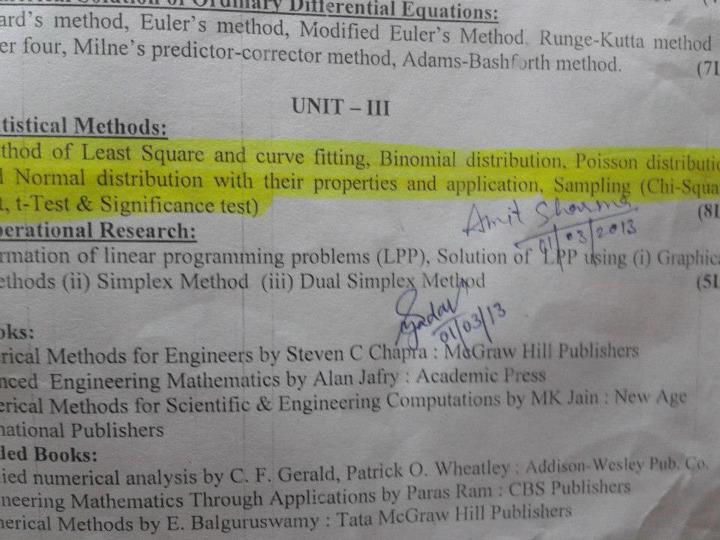 Solution of Ordinary Differential Equations:
ard's method, Euler's method, Modified Euler's Method. Runge-Kutta method
er four, Milne's predictor-corrector method, Adams-Bashforth method. (71
UNIT – III
tistical Methods:
thod of Least Square and curve fitting, Binomial distribution, Poisson distributio
d Normal distribution with their properties and application, Sampling (Chi-Squa
t, t-Test & Significance test) (81
Amit Sharma
01/03/2013
perational Research:
rmation of linear programming problems (LPP), Solution of LPP using (i) Graphica
ethods (ii) Simplex Method (iii) Dual Simplex Method (51
Yadav
01/03/13
oks:
erical Methods for Engineers by Steven C Chapra : McGraw Hill Publishers
nced Engineering Mathematics by Alan Jafry : Academic Press
erical Methods for Scientific & Engineering Computations by MK Jain : New Age
national Publishers
ded Books:
ied numerical analysis by C. F. Gerald, Patrick O. Wheatley : Addison-Wesley Pub. Co.
neering Mathematics Through Applications by Paras Ram : CBS Publishers
nerical Methods by E. Balguruswamy : Tata McGraw Hill Publishers